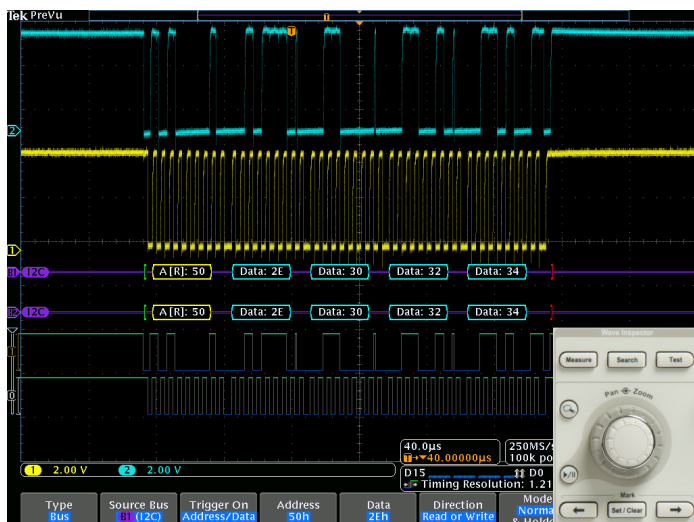 Tek PreVu
T
T
2
1
B1 I2C
A [R]: 50
Data: 2E
Data: 30
Data: 32
Data: 34
B2 I2C
A [R]: 50
Data: 2E
Data: 30
Data: 32
Data: 34
Wave Inspector
Measure
Search
Test
Pan Zoom
Mark
Set / Clear
1 2.00 V
2 2.00 V
40.0µs
T 40.00000µs
250MS/s
100k po
D15
D0
Timing Resolution: 1.21
Type
Bus
Source Bus
B1 (I2C)
Trigger On
Address/Data
Address
50h
Data
2Eh
Direction
Read or Write
Mode
Norma
& Hold